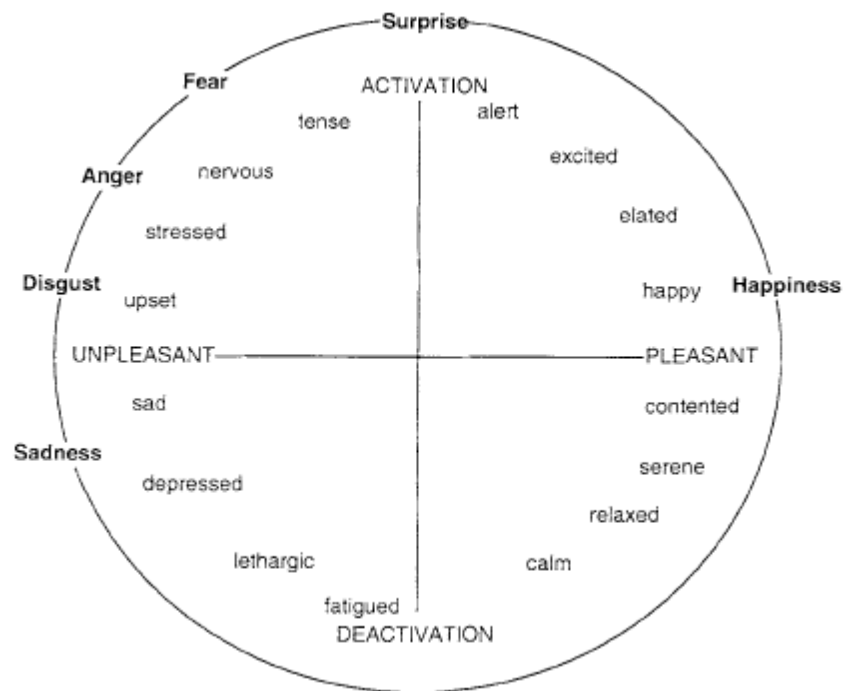 Surprise
Fear
ACTIVATION
tense
alert
excited
Anger
nervous
elated
stressed
Disgust
upset
happy
Happiness
UNPLEASANT
PLEASANT
sad
contented
Sadness
serene
depressed
relaxed
lethargic
calm
fatigued
DEACTIVATION